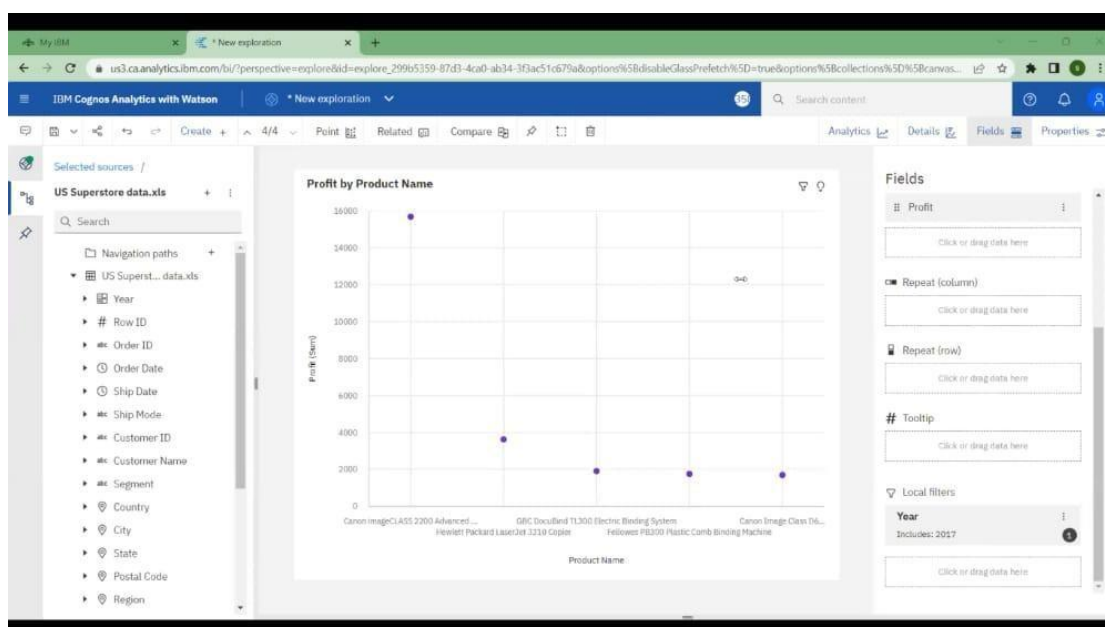 My IBM
* New exploration
us3.ca.analytics.ibm.com/bi/?perspective=explore&id=explore_299b5359-87d3-4ca0-ab34-3f3ac51c679a&options%5BdisableGlassPrefetch%5D=true&options%5Bcollections%5D%5Bcanvas...
IBM Cognos Analytics with Watson
* New exploration
Search content
Create +
4/4
Point
Related
Compare
Analytics
Details
Fields
Properties
Selected sources /
US Superstore data.xls
Search
Navigation paths
US Superst... data.xls
Year
# Row ID
abc Order ID
Order Date
Ship Date
abc Ship Mode
abc Customer ID
abc Customer Name
abc Segment
Country
City
State
Postal Code
Region
Profit by Product Name
16000
14000
12000
10000
8000
6000
4000
2000
0
Profit (Sum)
Canon imageCLASS 2200 Advanced ...
Hewlett Packard LaserJet 3310 Copier
GBC DocuBind TL300 Electric Binding System
Fellowes PB300 Plastic Comb Binding Machine
Canon Image Class D6...
Product Name
Fields
Profit
Click or drag data here
Repeat (column)
Click or drag data here
Repeat (row)
Click or drag data here
# Tooltip
Click or drag data here
Local filters
Year
Includes: 2017
1
Click or drag data here